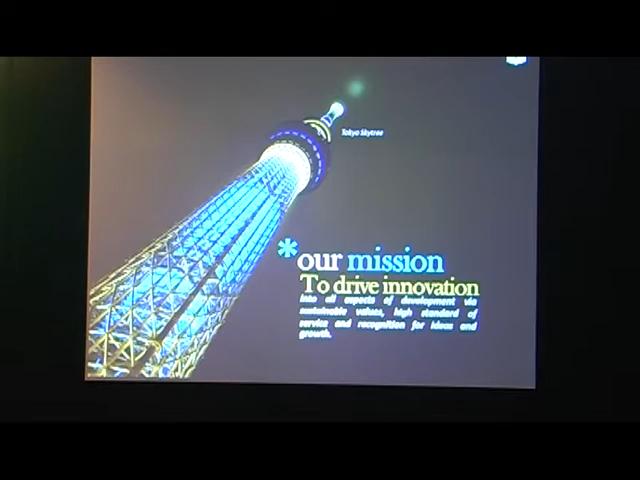 Tokyo Skytree
*our mission
To drive innovation
into all aspects of development via
sustainable values, high standard of
service and recognition for ideas and
growth.